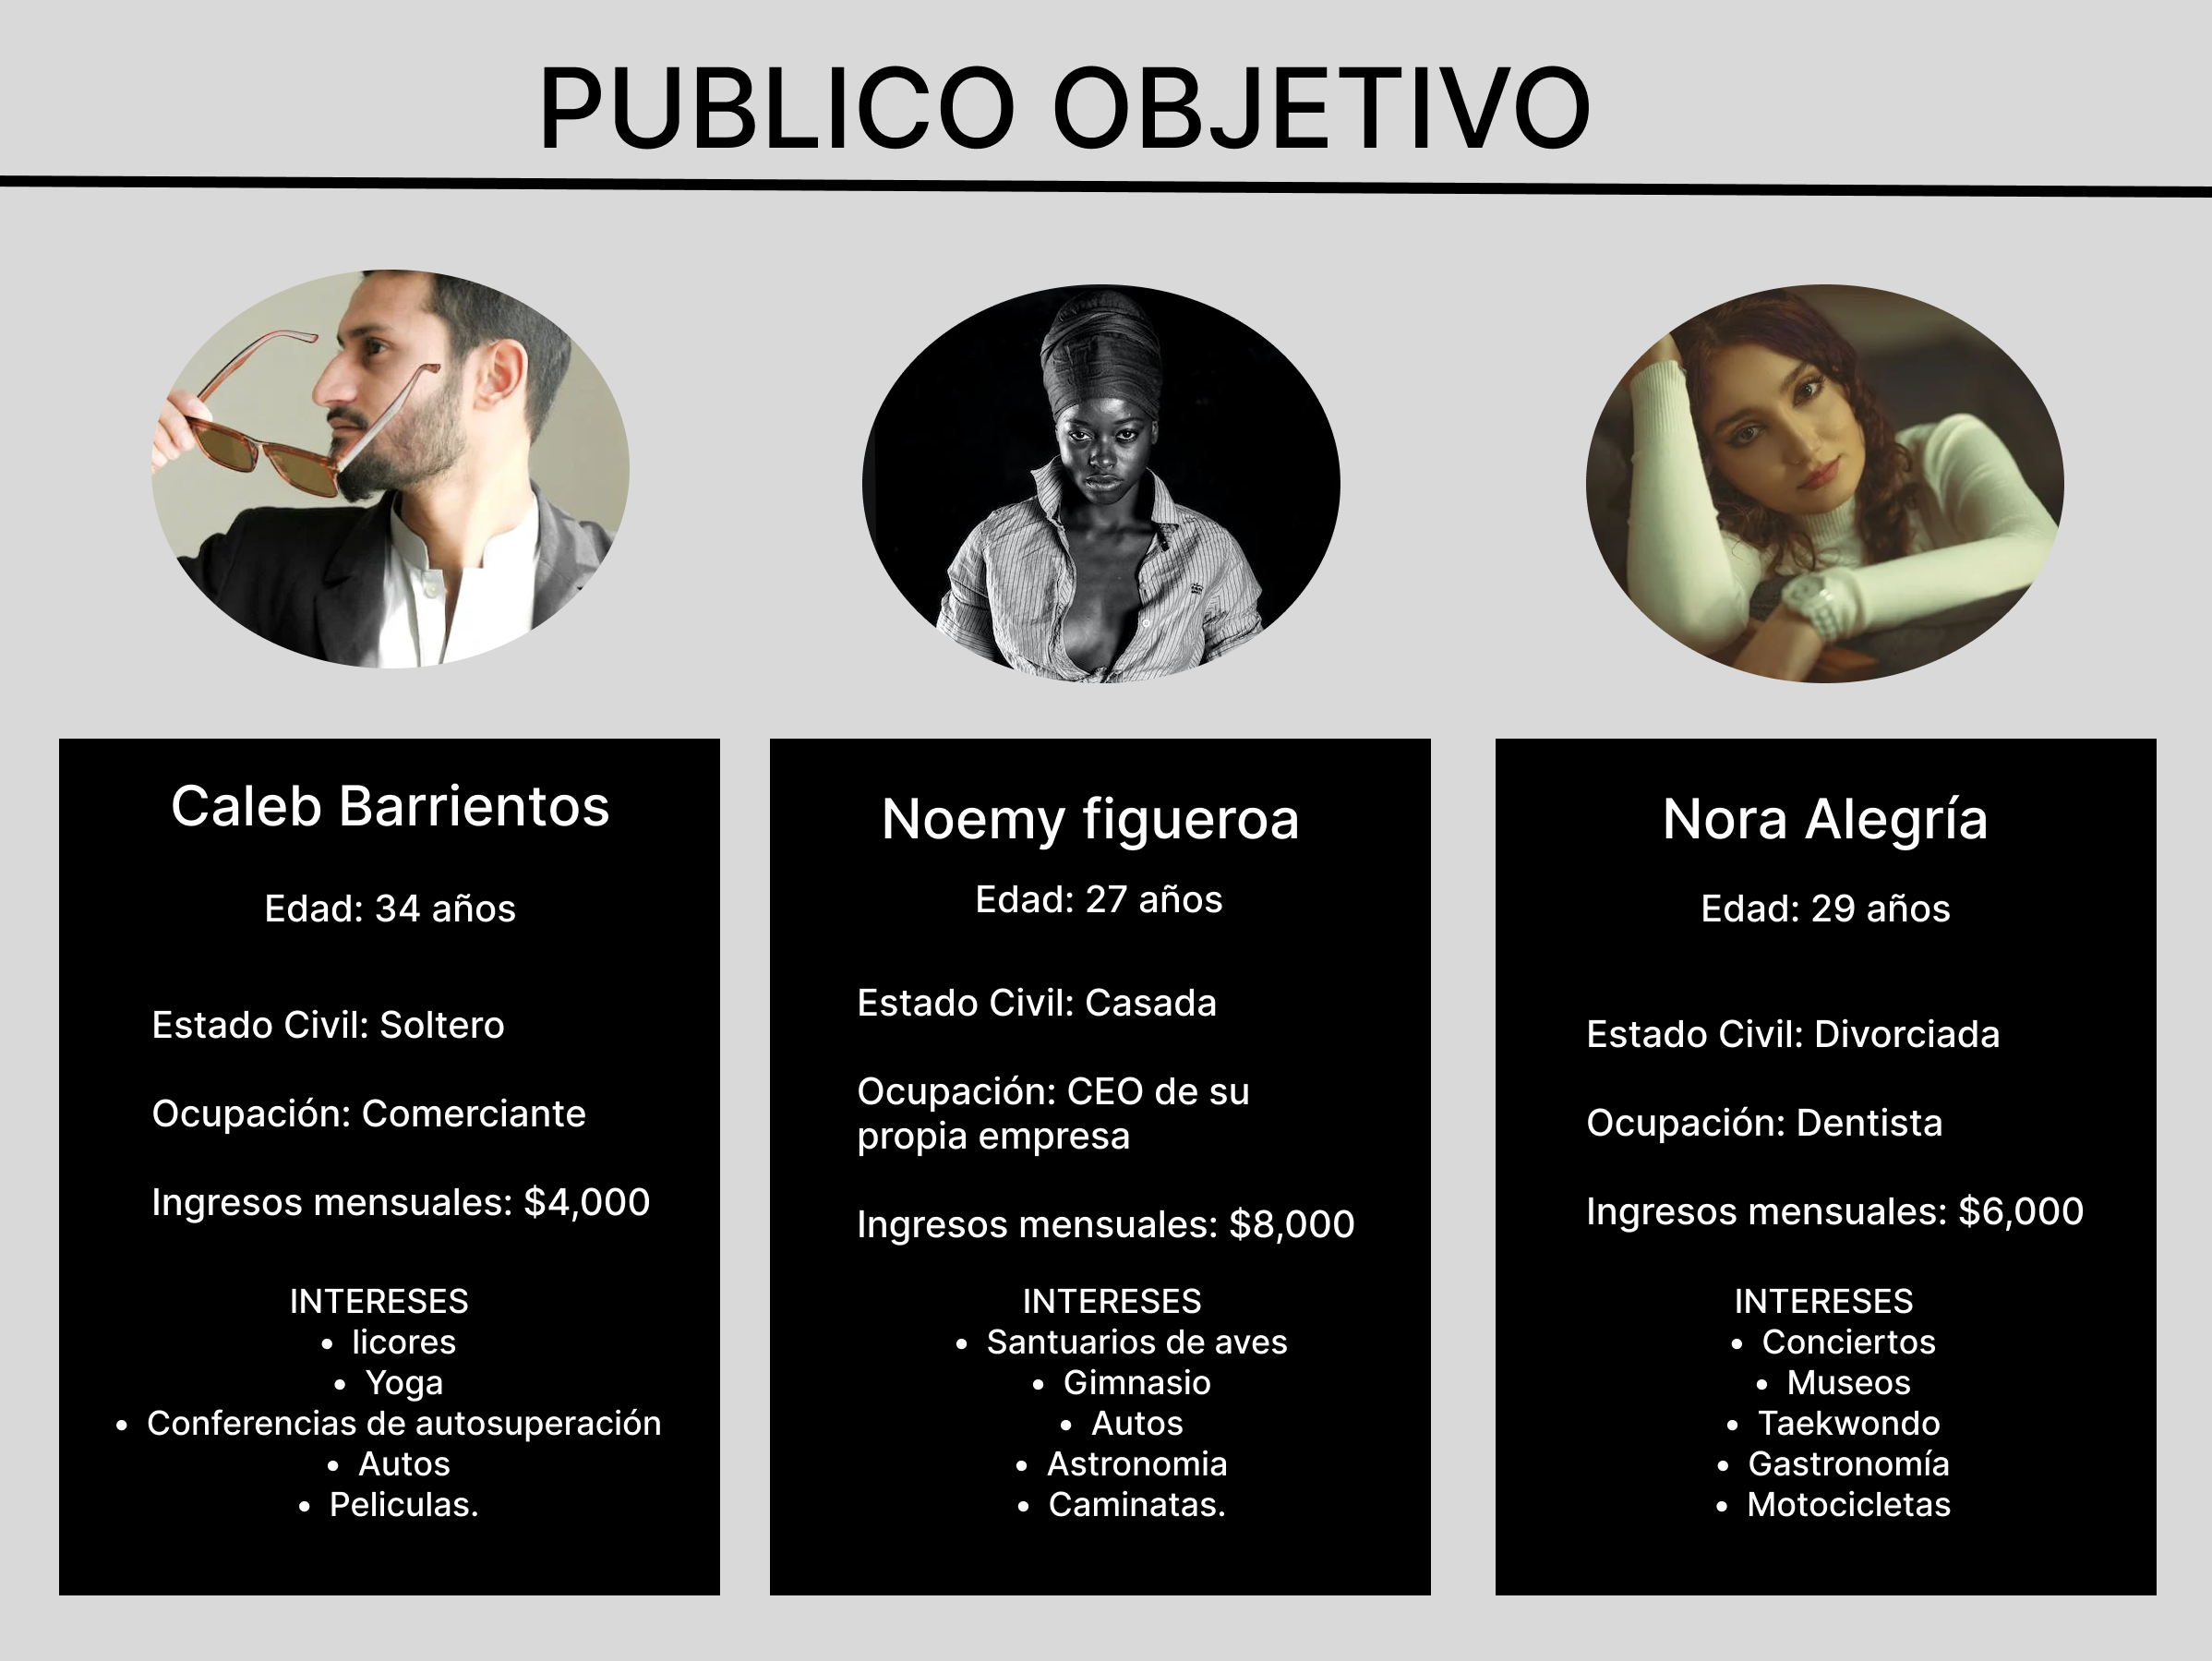 PUBLICO OBJETIVO
Caleb Barrientos
Edad: 34 años
Estado Civil: Soltero
Ocupación: Comerciante
Ingresos mensuales: $4,000
INTERESES
• licores
• Yoga
• Conferencias de autosuperación
• Autos
• Peliculas.
Noemy figueroa
Edad: 27 años
Estado Civil: Casada
Ocupación: CEO de su
propia empresa
Ingresos mensuales: $8,000
INTERESES
• Santuarios de aves
• Gimnasio
• Autos
• Astronomia
• Caminatas.
Nora Alegría
Edad: 29 años
Estado Civil: Divorciada
Ocupación: Dentista
Ingresos mensuales: $6,000
INTERESES
• Conciertos
• Museos
• Taekwondo
• Gastronomía
• Motocicletas